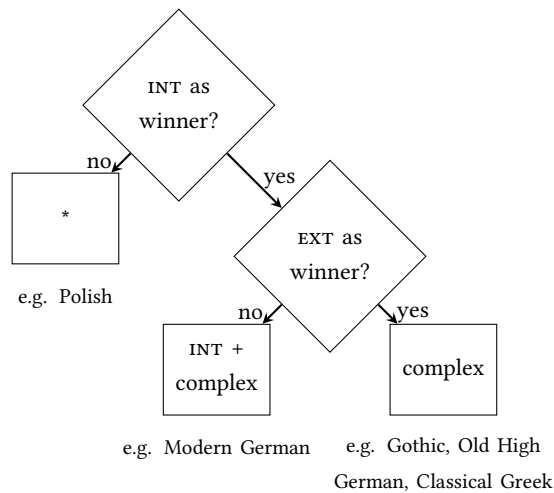 INT as
winner?
no
yes
*
EXT as
winner?
e.g. Polish
no
yes
INT +
complex
complex
e.g. Modern German
e.g. Gothic, Old High
German, Classical Greek